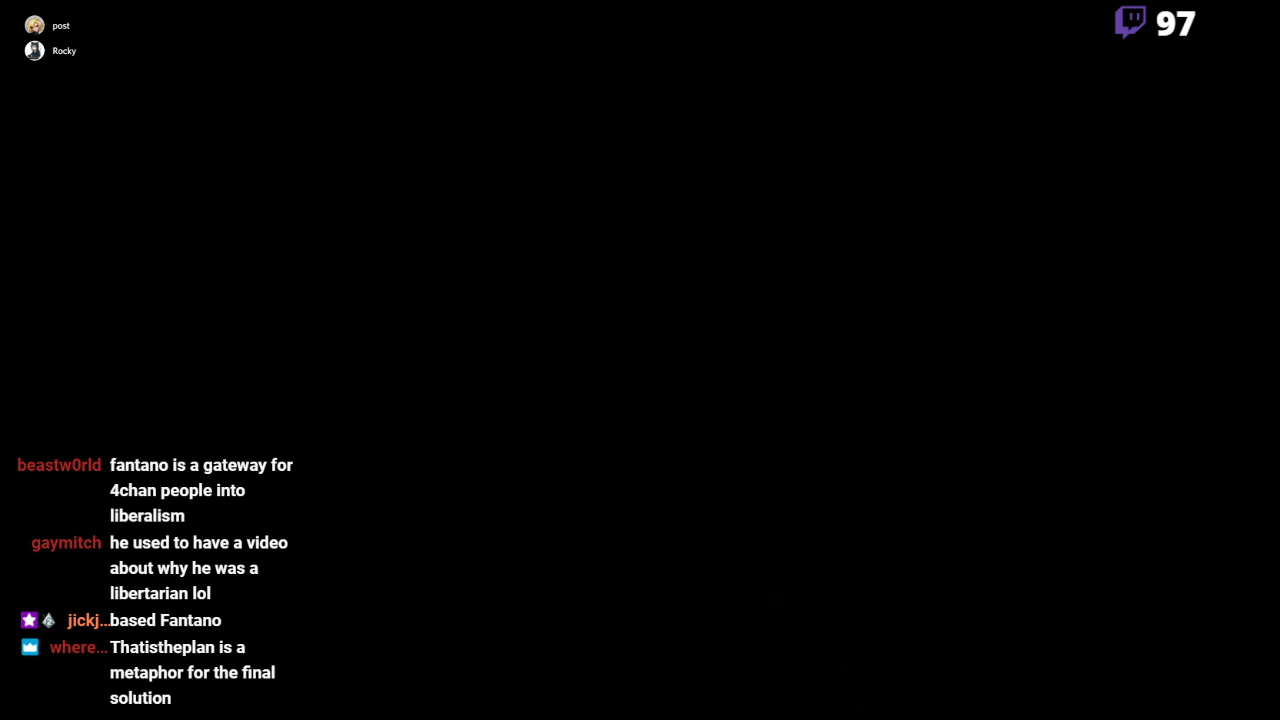 post
Rocky
97
beastw0rld fantano is a gateway for
4chan people into
liberalism
gaymitch he used to have a video
about why he was a
libertarian lol
jickj... based Fantano
where... Thatistheplan is a
metaphor for the final
solution